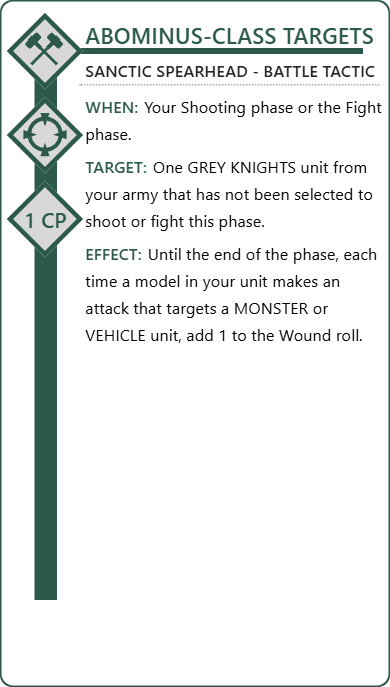 ABOMINUS-CLASS TARGETS
SANCTIC SPEARHEAD - BATTLE TACTIC
WHEN: Your Shooting phase or the Fight
phase.
TARGET: One GREY KNIGHTS unit from
your army that has not been selected to
shoot or fight this phase.
1 CP
EFFECT: Until the end of the phase, each
time a model in your unit makes an
attack that targets a MONSTER or
VEHICLE unit, add 1 to the Wound roll.